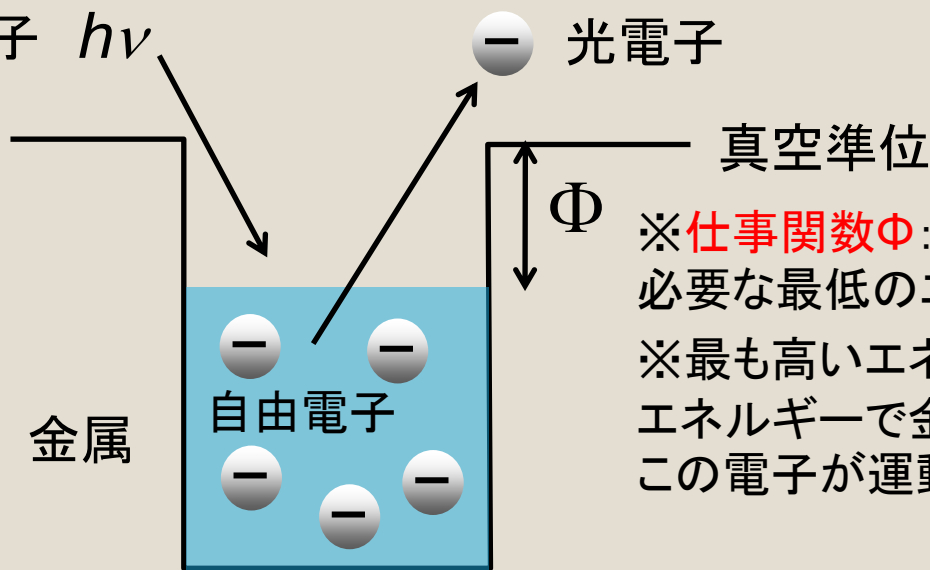 子 hν
光電子
真空準位
Φ
※仕事関数Φ:
必要な最低のエ
※最も高いエネ
エネルギーで金
この電子が運動
自由電子
金属